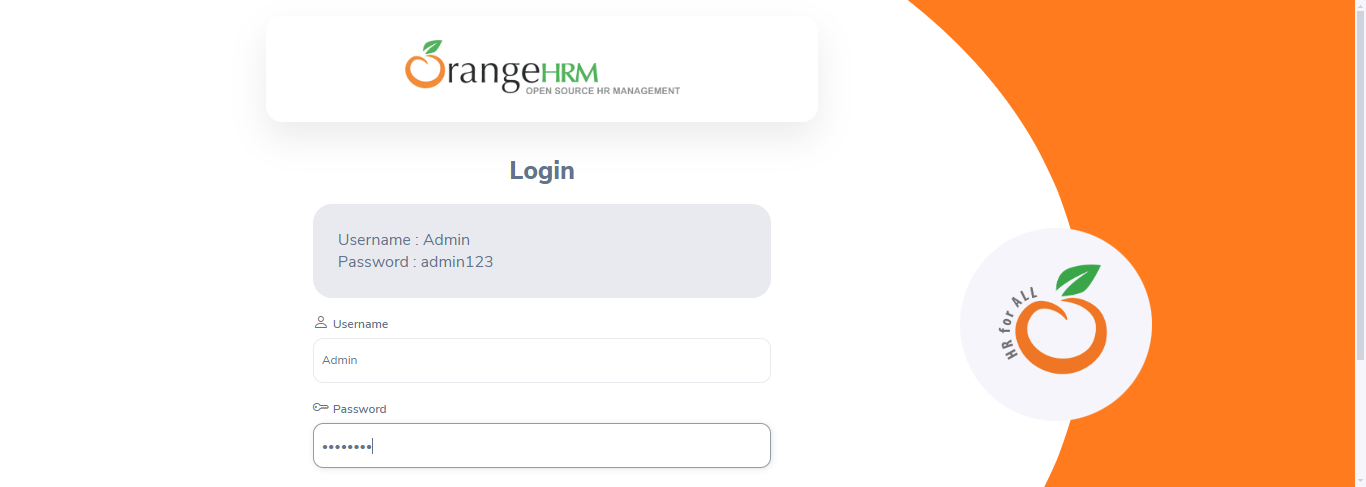 OrangeHRM
OPEN SOURCE HR MANAGEMENT
Login
Username : Admin
Password : admin123
Username
Admin
Password
••••••••
HR for ALL